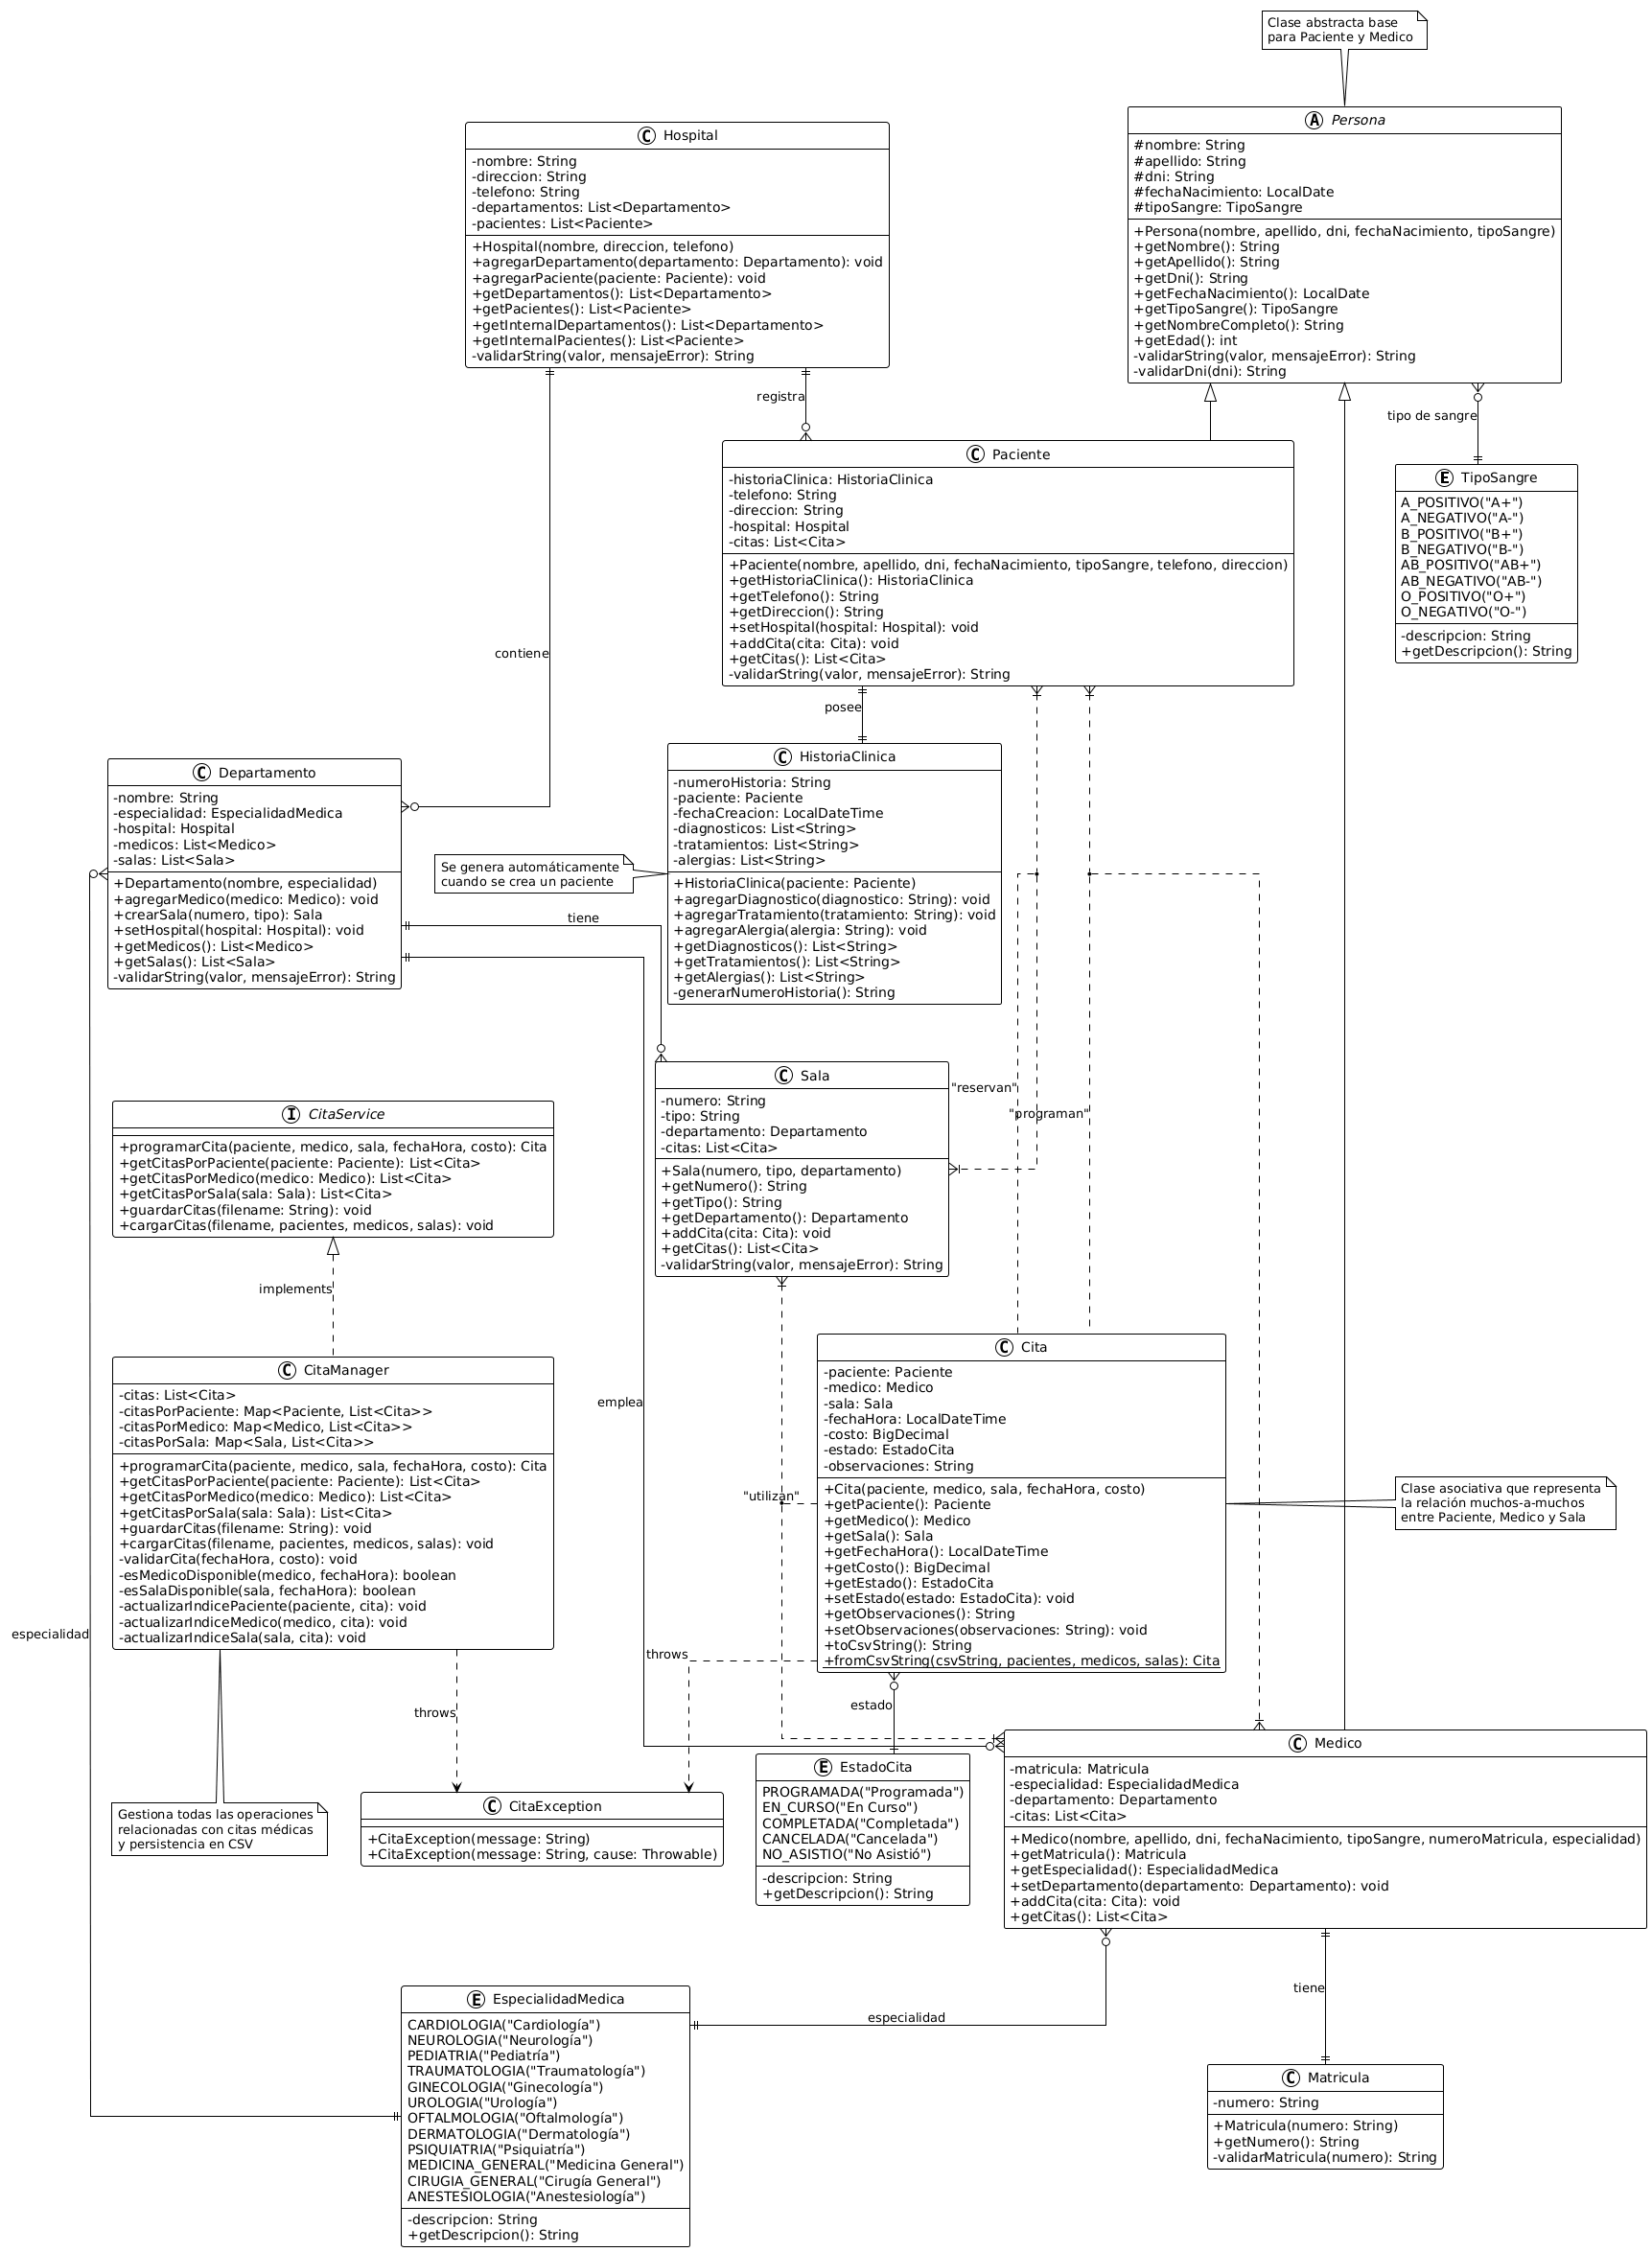 Clase abstracta base
para Paciente y Medico
A Persona
#nombre: String
#apellido: String
#dni: String
#fechaNacimiento: LocalDate
#tipoSangre: TipoSangre
+Persona(nombre, apellido, dni, fechaNacimiento, tipoSangre)
+getNombre(): String
+getApellido(): String
+getDni(): String
+getFechaNacimiento(): LocalDate
+getTipoSangre(): TipoSangre
+getNombreCompleto(): String
+getEdad(): int
-validarString(valor, mensajeError): String
-validarDni(dni): String
C Hospital
-nombre: String
-direccion: String
-telefono: String
-departamentos: List<Departamento>
-pacientes: List<Paciente>
+Hospital(nombre, direccion, telefono)
+agregarDepartamento(departamento: Departamento): void
+agregarPaciente(paciente: Paciente): void
+getDepartamentos(): List<Departamento>
+getPacientes(): List<Paciente>
+getInternalDepartamentos(): List<Departamento>
+getInternalPacientes(): List<Paciente>
-validarString(valor, mensajeError): String
registra
tipo de sangre
C Paciente
-historiaClinica: HistoriaClinica
-telefono: String
-direccion: String
-hospital: Hospital
-citas: List<Cita>
+Paciente(nombre, apellido, dni, fechaNacimiento, tipoSangre, telefono, direccion)
+getHistoriaClinica(): HistoriaClinica
+getTelefono(): String
+getDireccion(): String
+setHospital(hospital: Hospital): void
+addCita(cita: Cita): void
+getCitas(): List<Cita>
-validarString(valor, mensajeError): String
E TipoSangre
A_POSITIVO("A+")
A_NEGATIVO("A-")
B_POSITIVO("B+")
B_NEGATIVO("B-")
AB_POSITIVO("AB+")
AB_NEGATIVO("AB-")
O_POSITIVO("O+")
O_NEGATIVO("O-")
-descripcion: String
+getDescripcion(): String
contiene
posee
C Departamento
-nombre: String
-especialidad: EspecialidadMedica
-hospital: Hospital
-medicos: List<Medico>
-salas: List<Sala>
+Departamento(nombre, especialidad)
+agregarMedico(medico: Medico): void
+crearSala(numero, tipo): Sala
+setHospital(hospital: Hospital): void
+getMedicos(): List<Medico>
+getSalas(): List<Sala>
-validarString(valor, mensajeError): String
Se genera automáticamente
cuando se crea un paciente
C HistoriaClinica
-numeroHistoria: String
-paciente: Paciente
-fechaCreacion: LocalDateTime
-diagnosticos: List<String>
-tratamientos: List<String>
-alergias: List<String>
+HistoriaClinica(paciente: Paciente)
+agregarDiagnostico(diagnostico: String): void
+agregarTratamiento(tratamiento: String): void
+agregarAlergia(alergia: String): void
+getDiagnosticos(): List<String>
+getTratamientos(): List<String>
+getAlergias(): List<String>
-generarNumeroHistoria(): String
tiene
C Sala
-numero: String
-tipo: String
-departamento: Departamento
-citas: List<Cita>
+Sala(numero, tipo, departamento)
+getNumero(): String
+getTipo(): String
+getDepartamento(): Departamento
+addCita(cita: Cita): void
+getCitas(): List<Cita>
-validarString(valor, mensajeError): String
"reservan"
"programan"
I CitaService
+programarCita(paciente, medico, sala, fechaHora, costo): Cita
+getCitasPorPaciente(paciente: Paciente): List<Cita>
+getCitasPorMedico(medico: Medico): List<Cita>
+getCitasPorSala(sala: Sala): List<Cita>
+guardarCitas(filename: String): void
+cargarCitas(filename, pacientes, medicos, salas): void
implements
C CitaManager
-citas: List<Cita>
-citasPorPaciente: Map<Paciente, List<Cita>>
-citasPorMedico: Map<Medico, List<Cita>>
-citasPorSala: Map<Sala, List<Cita>>
+programarCita(paciente, medico, sala, fechaHora, costo): Cita
+getCitasPorPaciente(paciente: Paciente): List<Cita>
+getCitasPorMedico(medico: Medico): List<Cita>
+getCitasPorSala(sala: Sala): List<Cita>
+guardarCitas(filename: String): void
+cargarCitas(filename, pacientes, medicos, salas): void
-validarCita(fechaHora, costo): void
-esMedicoDisponible(medico, fechaHora): boolean
-esSalaDisponible(sala, fechaHora): boolean
-actualizarIndicePaciente(paciente, cita): void
-actualizarIndiceMedico(medico, cita): void
-actualizarIndiceSala(sala, cita): void
emplea
"utilizan"
C Cita
-paciente: Paciente
-medico: Medico
-sala: Sala
-fechaHora: LocalDateTime
-costo: BigDecimal
-estado: EstadoCita
-observaciones: String
+Cita(paciente, medico, sala, fechaHora, costo)
+getPaciente(): Paciente
+getMedico(): Medico
+getSala(): Sala
+getFechaHora(): LocalDateTime
+getCosto(): BigDecimal
+getEstado(): EstadoCita
+setEstado(estado: EstadoCita): void
+getObservaciones(): String
+setObservaciones(observaciones: String): void
+toCsvString(): String
+fromCsvString(csvString, pacientes, medicos, salas): Cita
Clase asociativa que representa
la relación muchos-a-muchos
entre Paciente, Medico y Sala
especialidad
throws
throws
estado
Gestiona todas las operaciones
relacionadas con citas médicas
y persistencia en CSV
C CitaException
+CitaException(message: String)
+CitaException(message: String, cause: Throwable)
E EstadoCita
PROGRAMADA("Programada")
EN_CURSO("En Curso")
COMPLETADA("Completada")
CANCELADA("Cancelada")
NO_ASISTIO("No Asistió")
-descripcion: String
+getDescripcion(): String
C Medico
-matricula: Matricula
-especialidad: EspecialidadMedica
-departamento: Departamento
-citas: List<Cita>
+Medico(nombre, apellido, dni, fechaNacimiento, tipoSangre, numeroMatricula, especialidad)
+getMatricula(): Matricula
+getEspecialidad(): EspecialidadMedica
+setDepartamento(departamento: Departamento): void
+addCita(cita: Cita): void
+getCitas(): List<Cita>
especialidad
tiene
E EspecialidadMedica
CARDIOLOGIA("Cardiología")
NEUROLOGIA("Neurología")
PEDIATRIA("Pediatría")
TRAUMATOLOGIA("Traumatología")
GINECOLOGIA("Ginecología")
UROLOGIA("Urología")
OFTALMOLOGIA("Oftalmología")
DERMATOLOGIA("Dermatología")
PSIQUIATRIA("Psiquiatría")
MEDICINA_GENERAL("Medicina General")
CIRUGIA_GENERAL("Cirugía General")
ANESTESIOLOGIA("Anestesiología")
-descripcion: String
+getDescripcion(): String
C Matricula
-numero: String
+Matricula(numero: String)
+getNumero(): String
-validarMatricula(numero): String